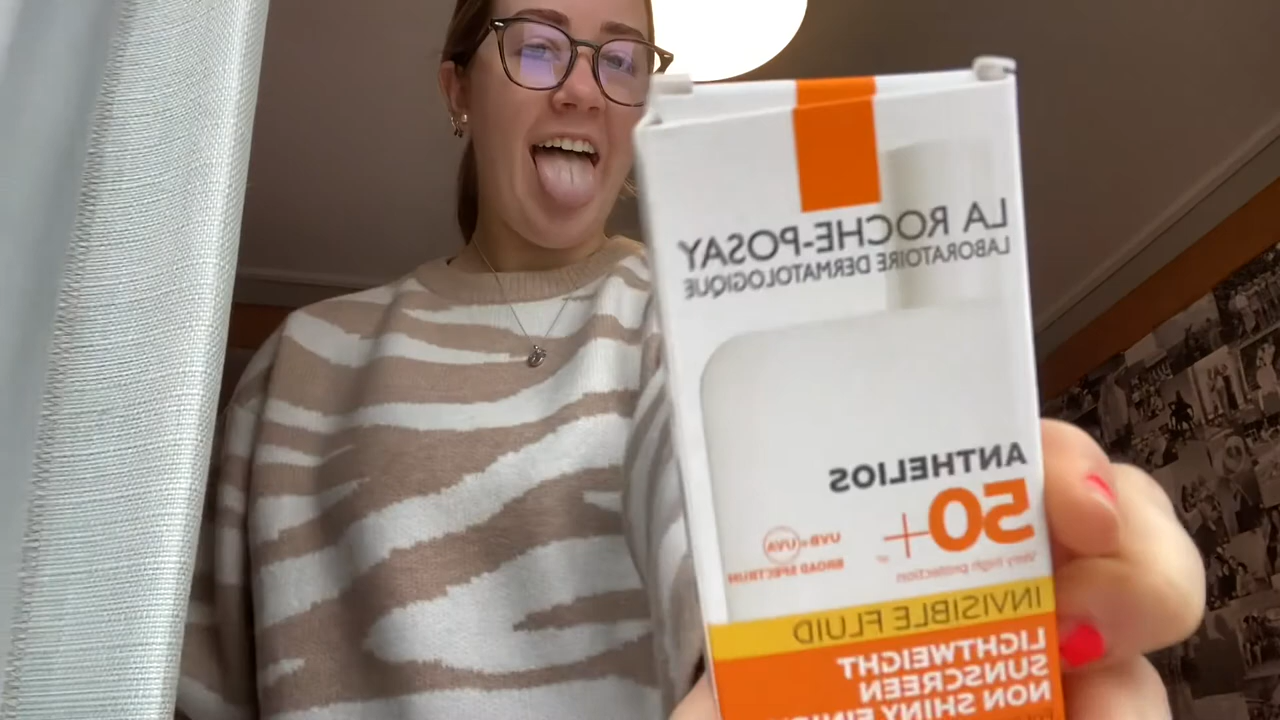 LA ROCHE-POSAY
LABORATOIRE DERMATOLOGIQUE
ANTHELIOS
50+
Very high protection
UVB+UVA
BROAD SPECTRUM
INVISIBLE FLUID
LIGHTWEIGHT
SUNSCREEN
NON SHINY